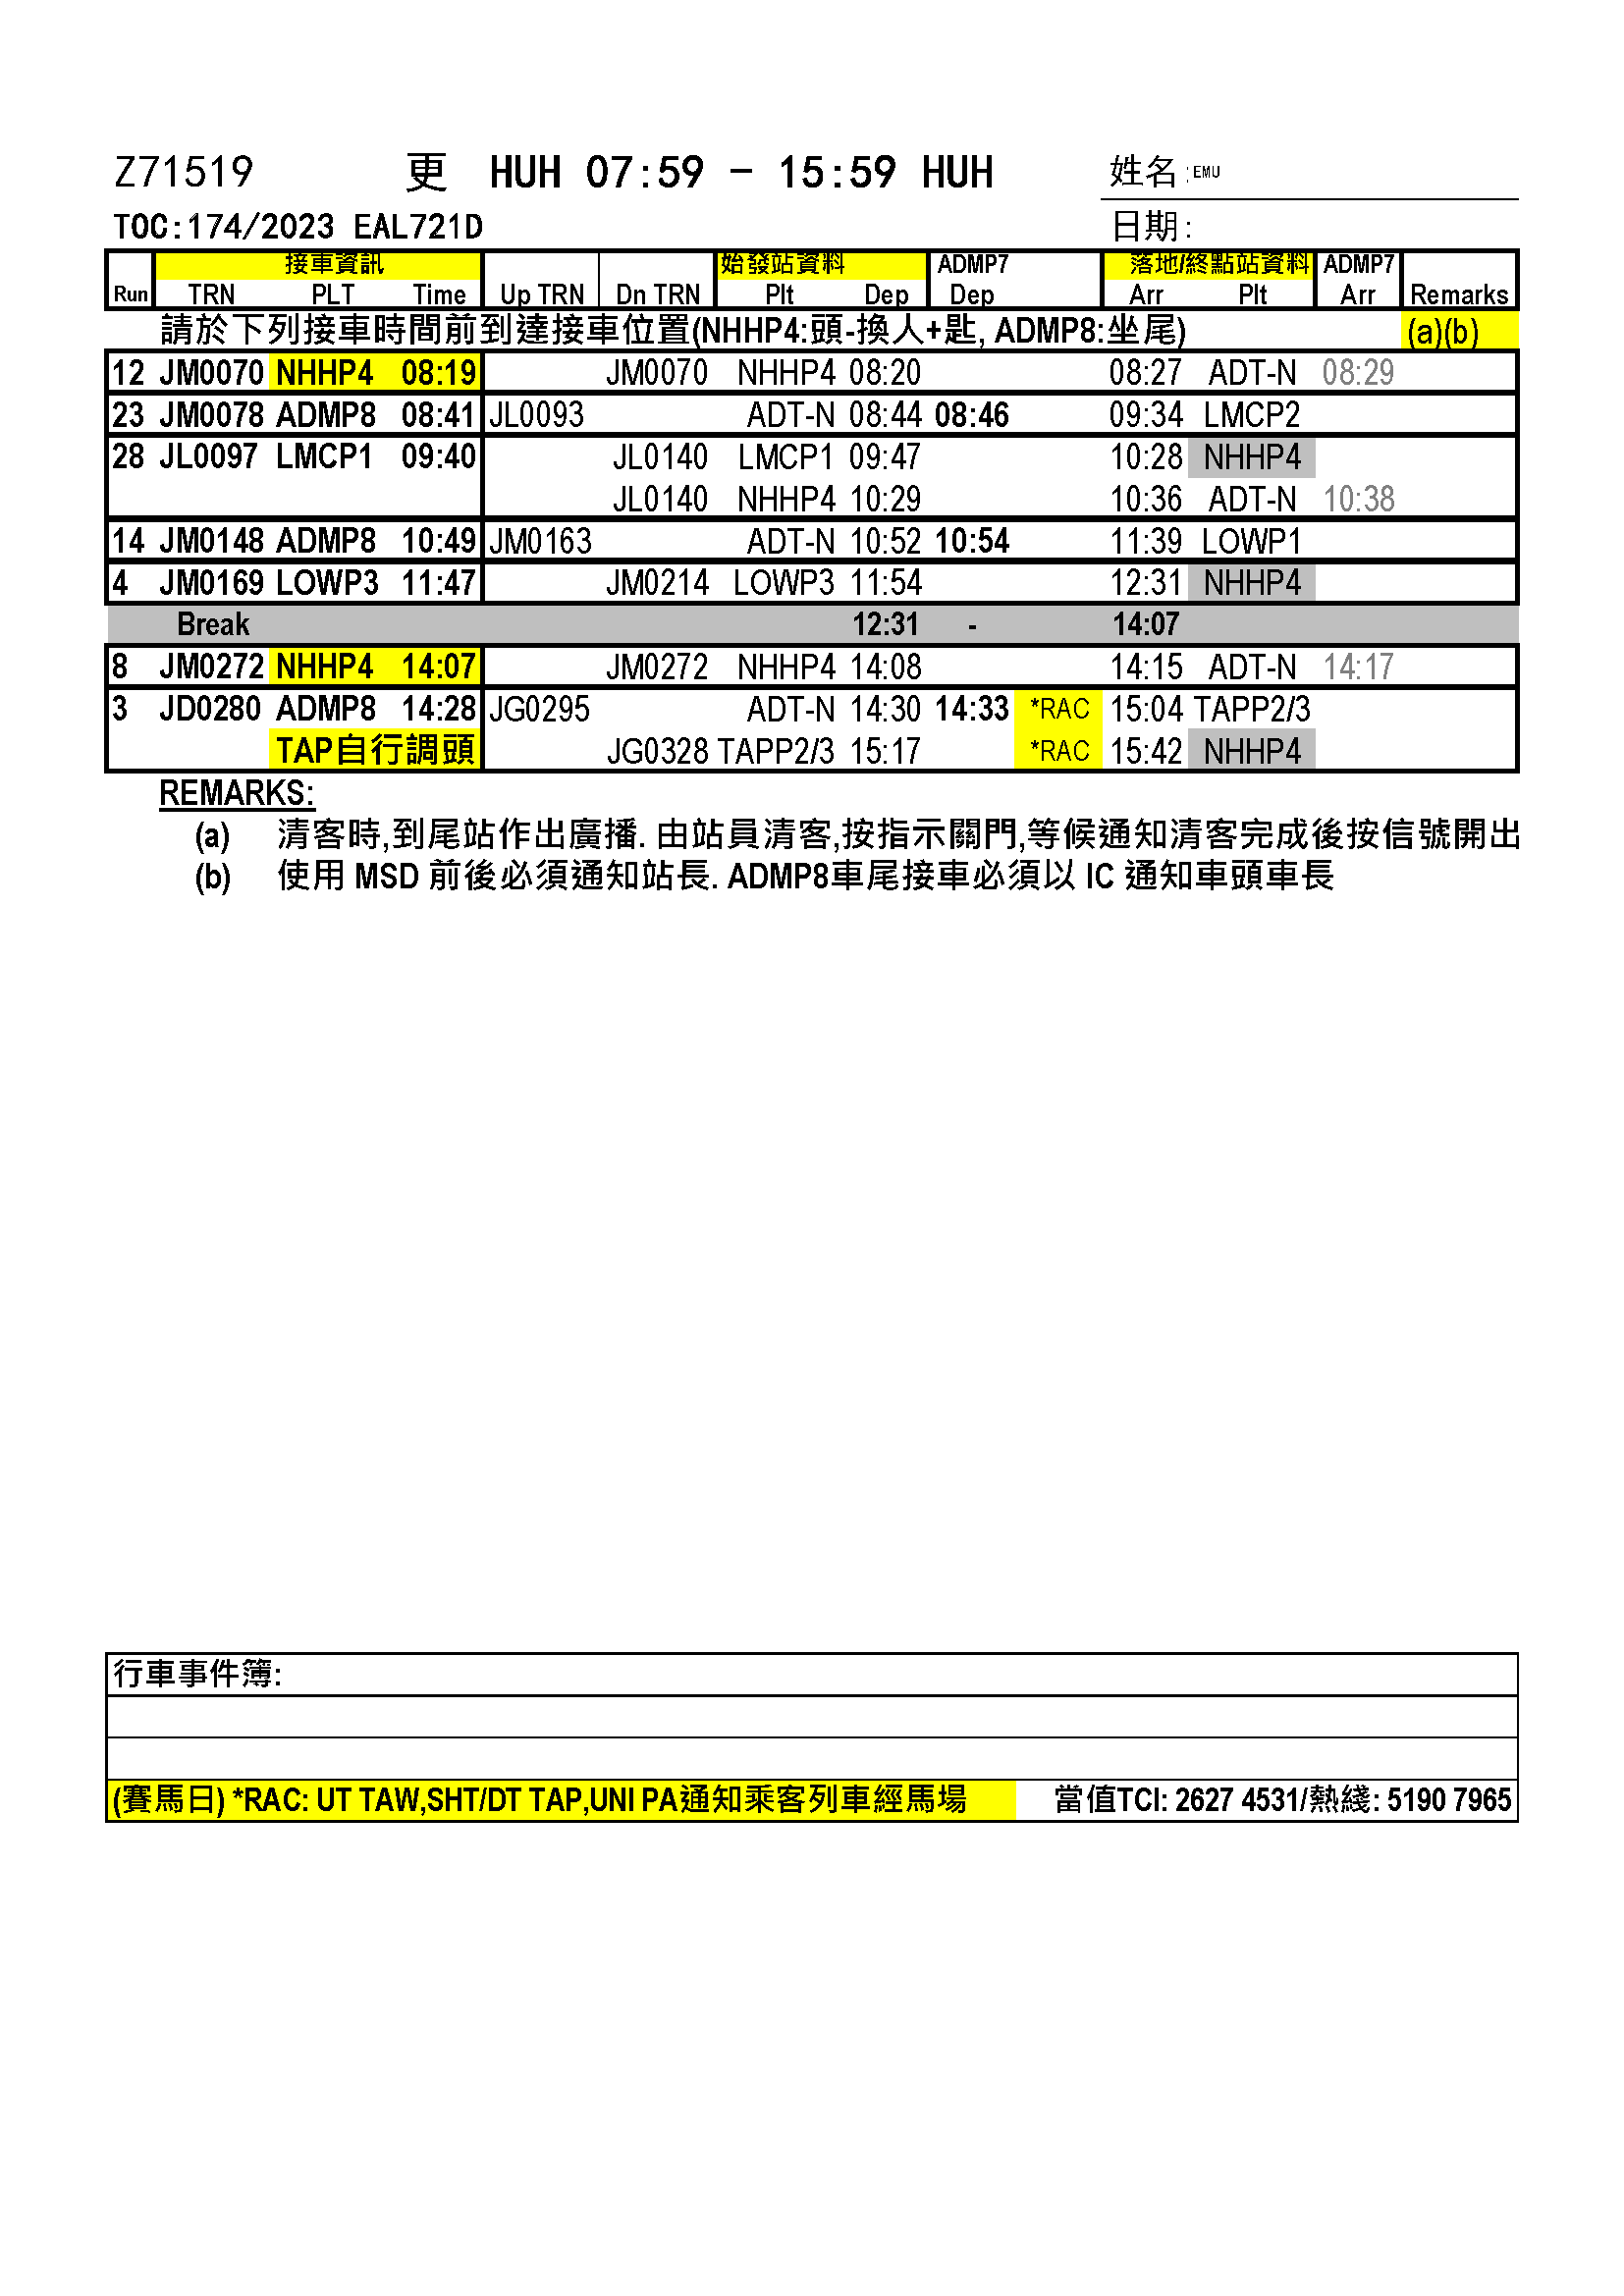 Z71519 更 HUH 07:59 - 15:59 HUH 姓名:EMU
TOC:174/2023 EAL721D 日期:
接車資訊 始發站資料 ADMP7 落地/終點站資料 ADMP7
Run TRN PLT Time Up TRN Dn TRN Plt Dep Dep Arr Plt Arr Remarks
請於下列接車時間前到達接車位置(NHHP4:頭-換人+匙, ADMP8:坐尾) (a)(b)
12 JM0070 NHHP4 08:19 JM0070 NHHP4 08:20 08:27 ADT-N 08:29
23 JM0078 ADMP8 08:41 JL0093 ADT-N 08:44 08:46 09:34 LMCP2
28 JL0097 LMCP1 09:40 JL0140 LMCP1 09:47 10:28 NHHP4
JL0140 NHHP4 10:29 10:36 ADT-N 10:38
14 JM0148 ADMP8 10:49 JM0163 ADT-N 10:52 10:54 11:39 LOWP1
4 JM0169 LOWP3 11:47 JM0214 LOWP3 11:54 12:31 NHHP4
Break 12:31 - 14:07
8 JM0272 NHHP4 14:07 JM0272 NHHP4 14:08 14:15 ADT-N 14:17
3 JD0280 ADMP8 14:28 JG0295 ADT-N 14:30 14:33 *RAC 15:04 TAPP2/3
TAP自行調頭 JG0328 TAPP2/3 15:17 *RAC 15:42 NHHP4
REMARKS:
(a) 清客時,到尾站作出廣播. 由站員清客,按指示關門,等候通知清客完成後按信號開出
(b) 使用 MSD 前後必須通知站長. ADMP8車尾接車必須以 IC 通知車頭車長
行車事件簿:
(賽馬日) *RAC: UT TAW,SHT/DT TAP,UNI PA通知乘客列車經馬場 當值TCI: 2627 4531/熱綫: 5190 7965